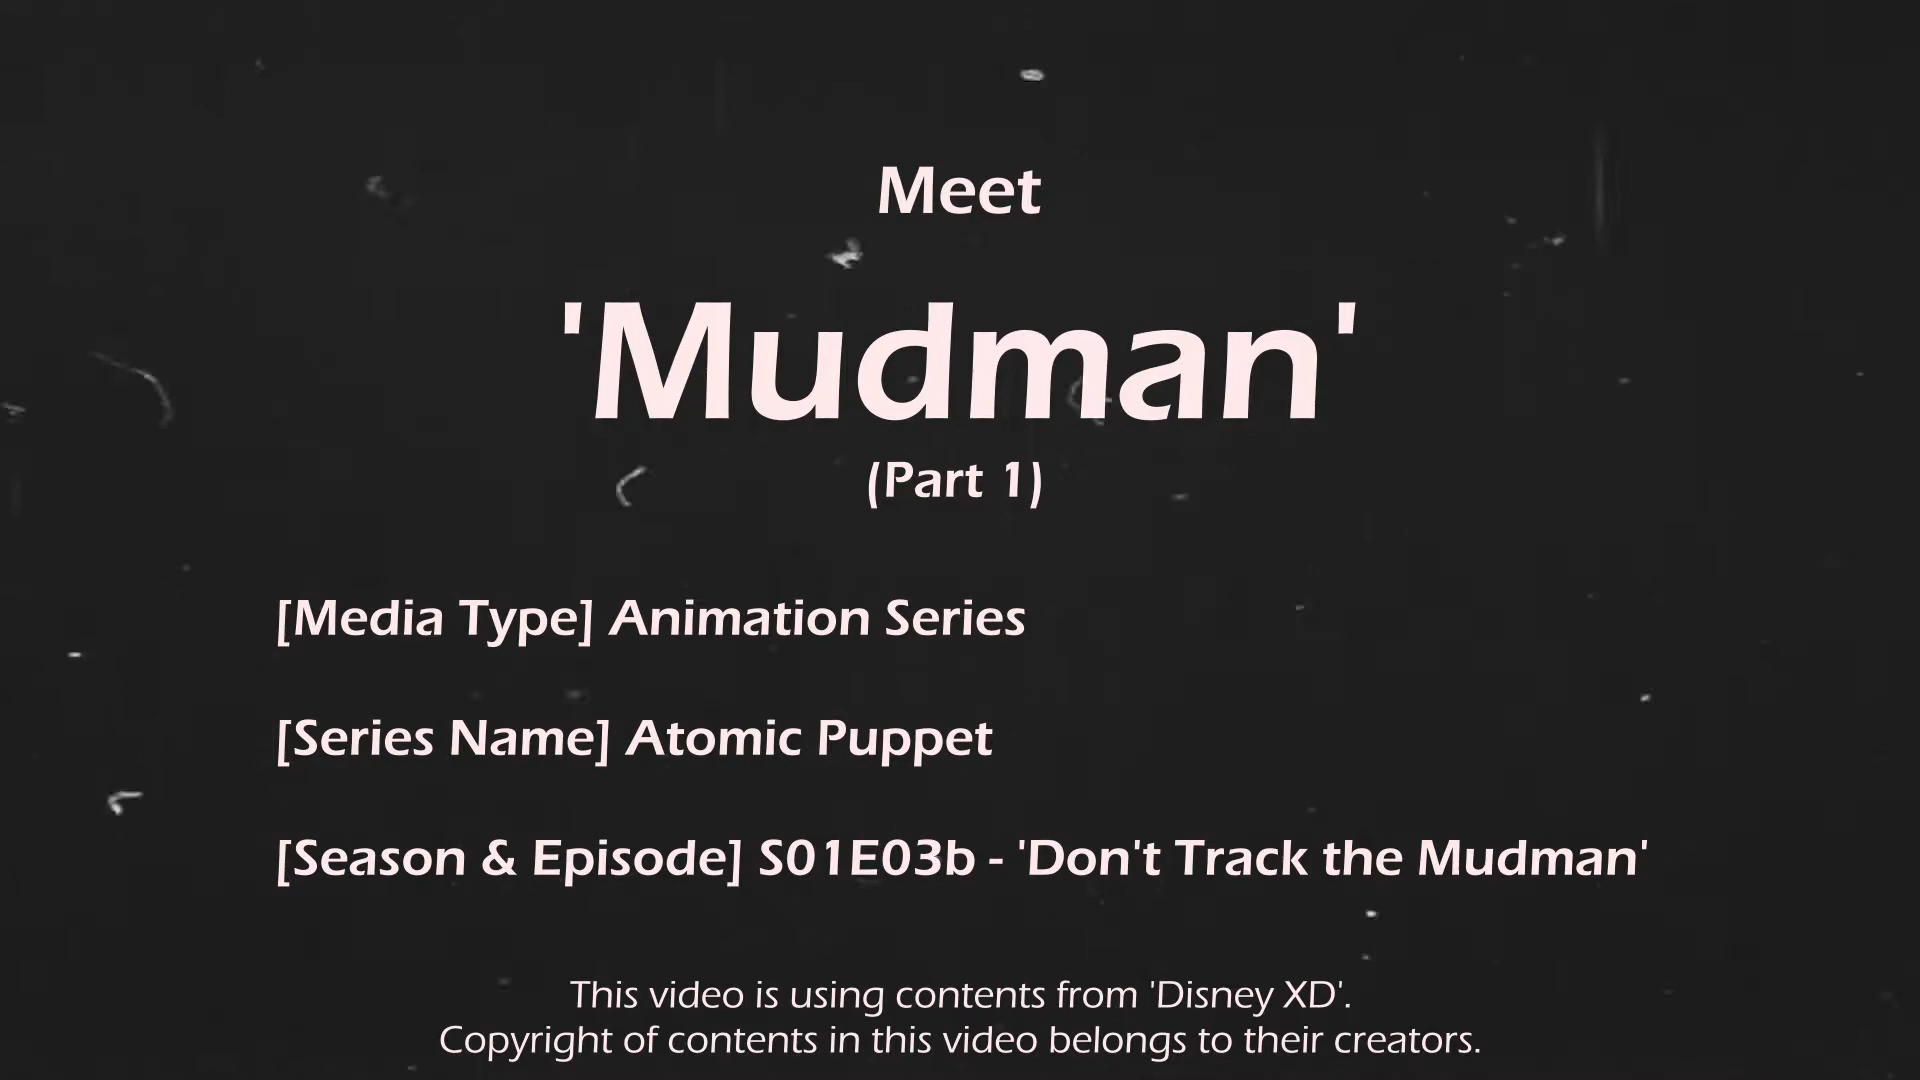 Meet
'Mudman'
(Part 1)
[Media Type] Animation Series
[Series Name] Atomic Puppet
[Season & Episode] S01E03b - 'Don't Track the Mudman'
This video is using contents from 'Disney XD'.
Copyright of contents in this video belongs to their creators.